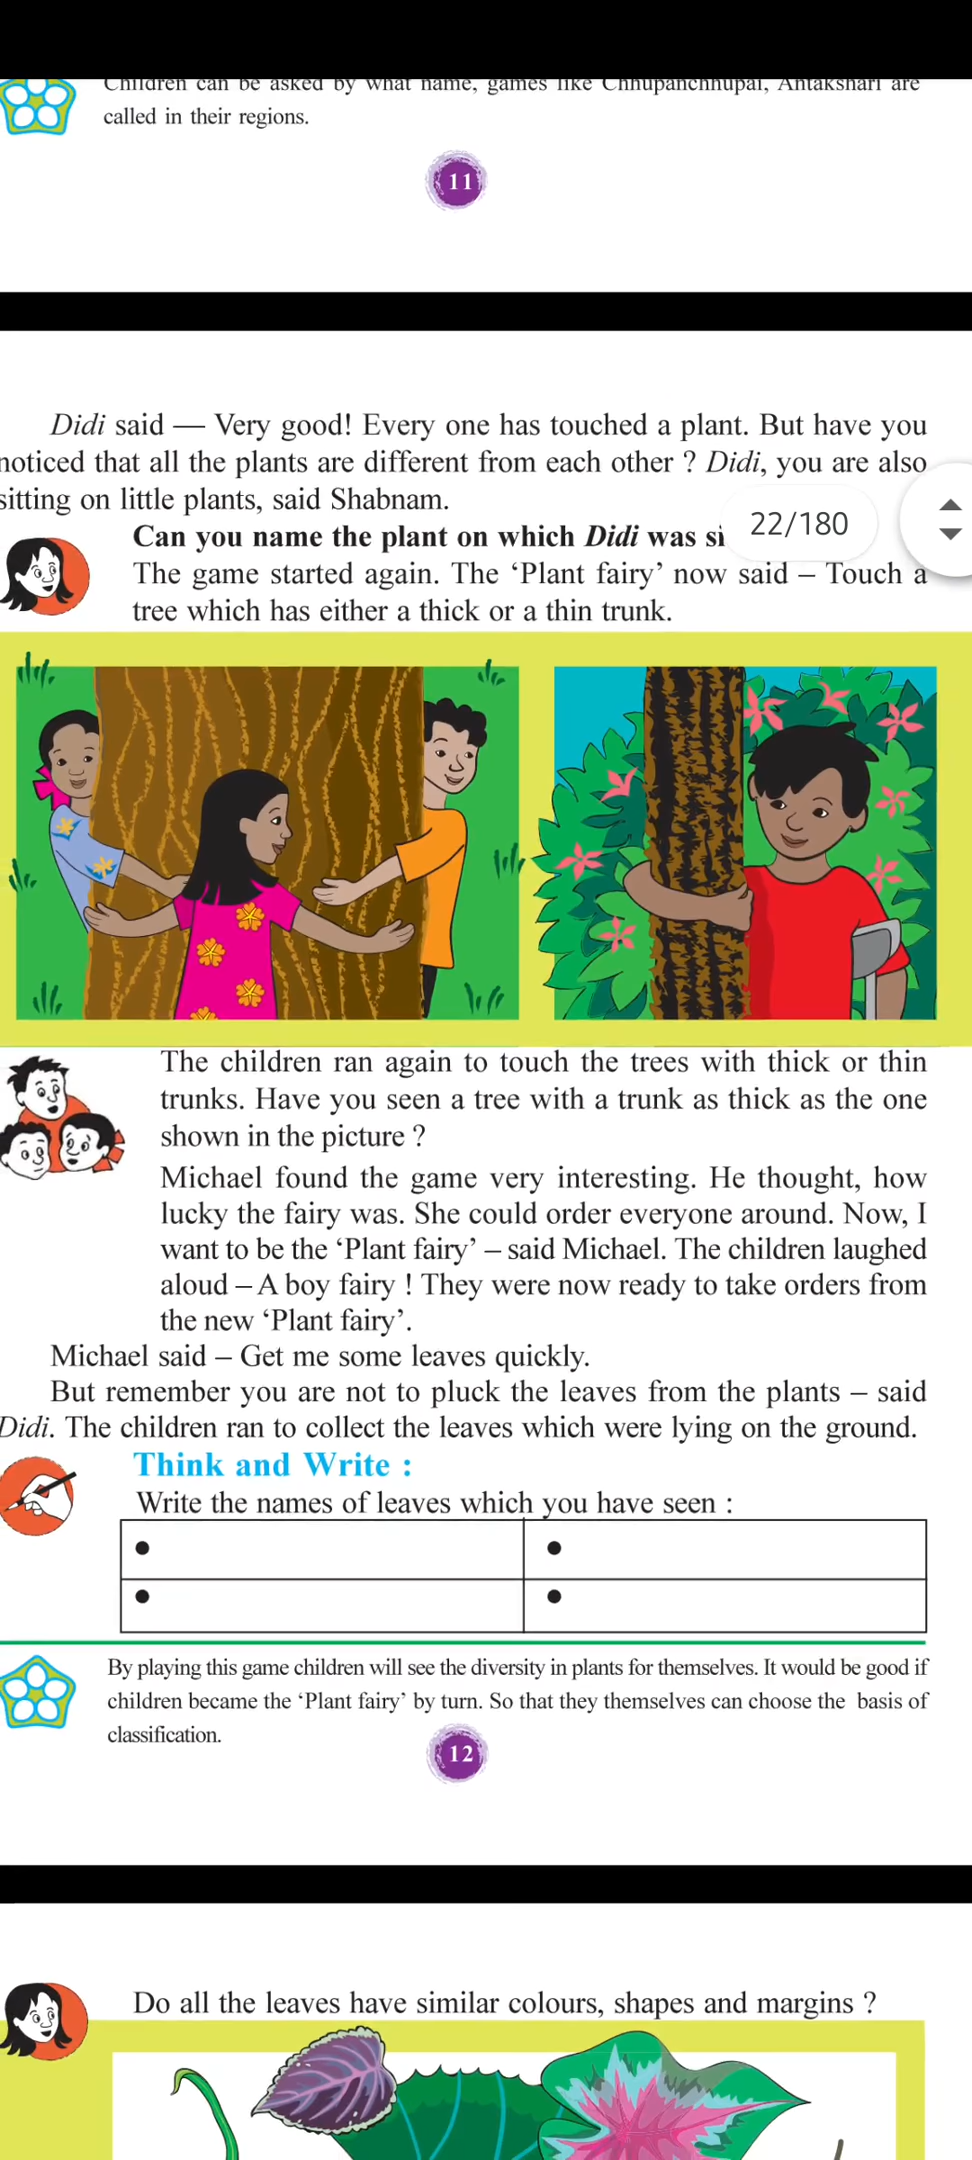 Children can be asked by what name, games like Chhupanchhupai, Antakshari are
called in their regions.
11
Didi said — Very good! Every one has touched a plant. But have you
noticed that all the plants are different from each other ? Didi, you are also
sitting on little plants, said Shabnam.
Can you name the plant on which Didi was
22/180
The game started again. The ‘Plant fairy’ now said – Touch a
tree which has either a thick or a thin trunk.
The children ran again to touch the trees with thick or thin
trunks. Have you seen a tree with a trunk as thick as the one
shown in the picture ?
Michael found the game very interesting. He thought, how
lucky the fairy was. She could order everyone around. Now, I
want to be the ‘Plant fairy’ – said Michael. The children laughed
aloud – A boy fairy ! They were now ready to take orders from
the new ‘Plant fairy’.
Michael said – Get me some leaves quickly.
But remember you are not to pluck the leaves from the plants – said
Didi. The children ran to collect the leaves which were lying on the ground.
Think and Write :
Write the names of leaves which you have seen :
By playing this game children will see the diversity in plants for themselves. It would be good if
children became the ‘Plant fairy’ by turn. So that they themselves can choose the basis of
classification.
12
Do all the leaves have similar colours, shapes and margins ?